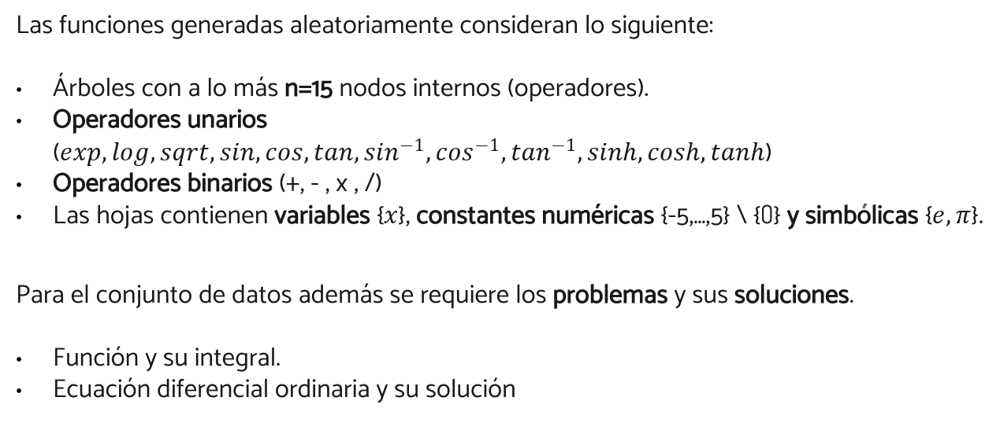 Las funciones generadas aleatoriamente consideran lo siguiente:
• Árboles con a lo más n=15 nodos internos (operadores).
• Operadores unarios
(exp, log, sqrt, sin, cos, tan, sin⁻¹, cos⁻¹, tan⁻¹, sinh, cosh, tanh)
• Operadores binarios (+, - , x , /)
• Las hojas contienen variables {x}, constantes numéricas {-5,...,5} \ {0} y simbólicas {e, π}.
Para el conjunto de datos además se requiere los problemas y sus soluciones.
• Función y su integral.
• Ecuación diferencial ordinaria y su solución